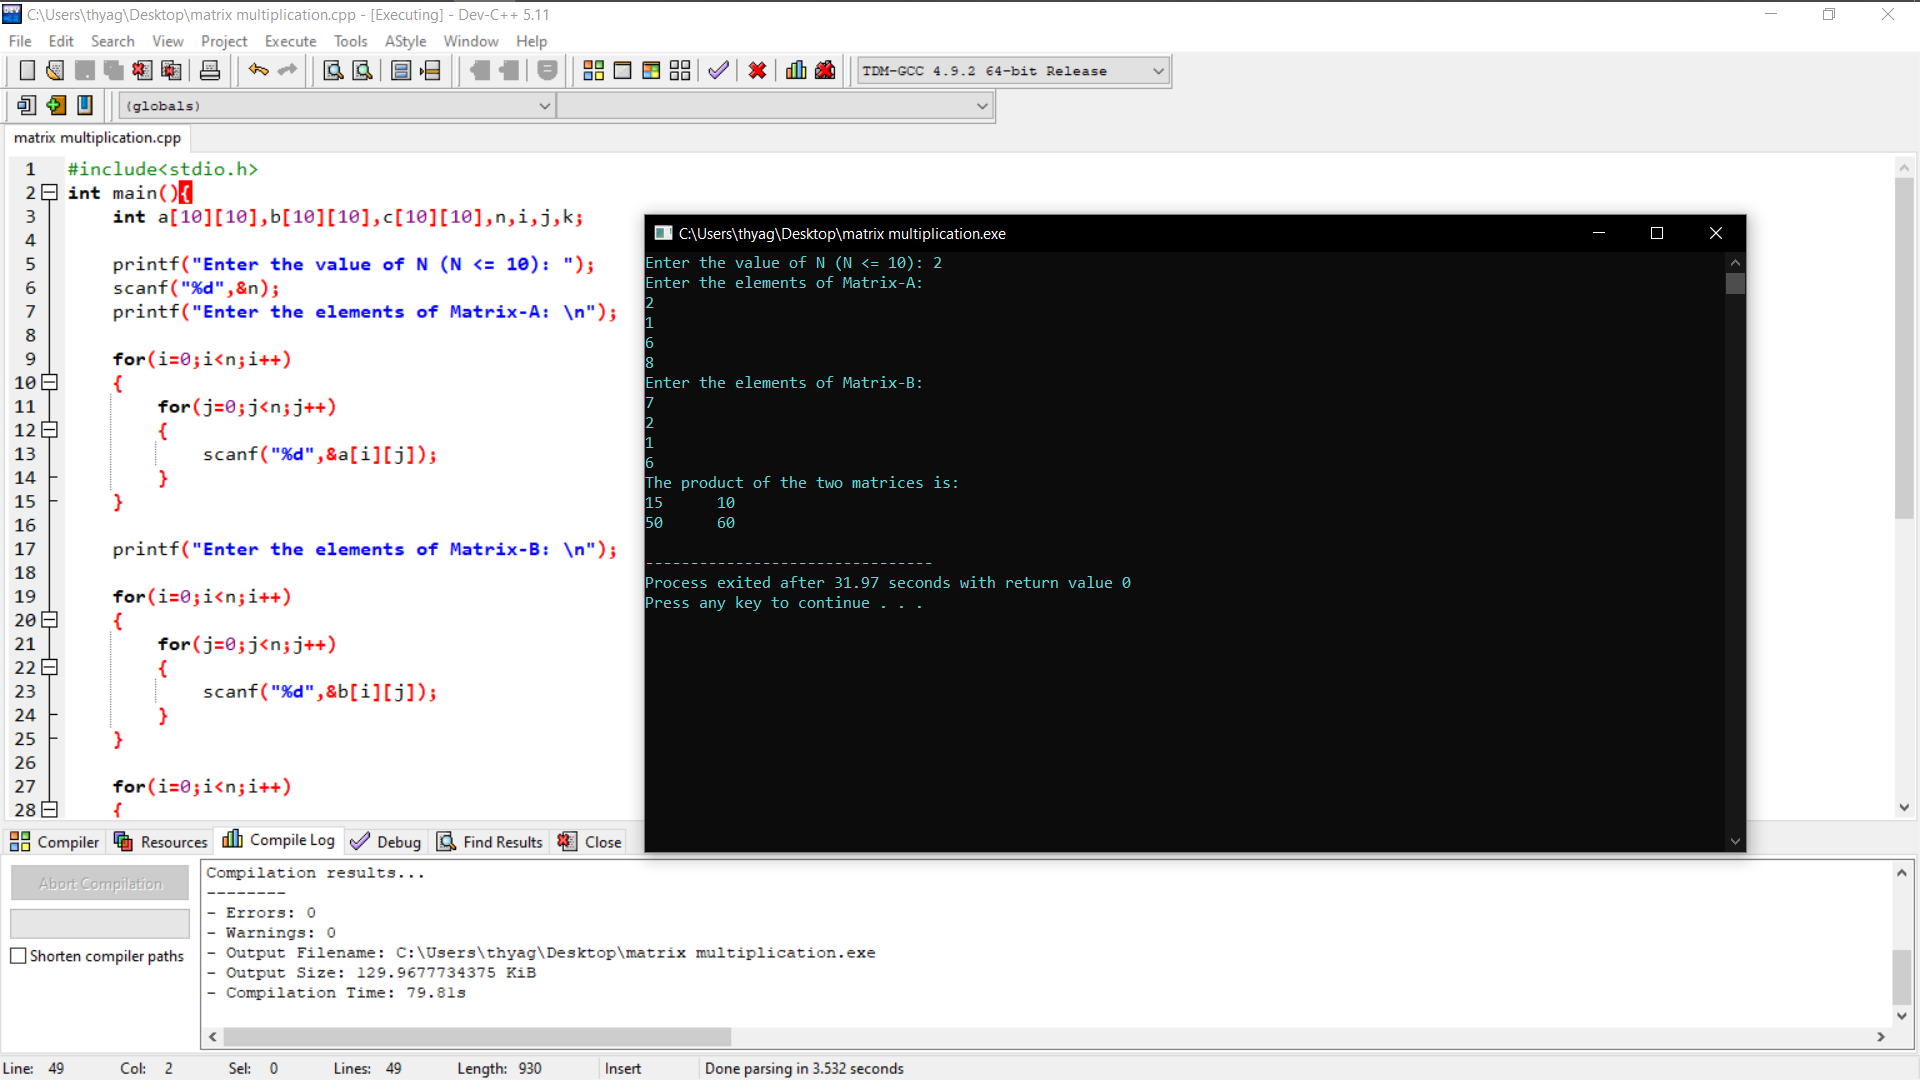 C:\Users\thyag\Desktop\matrix multiplication.cpp - [Executing] - Dev-C++ 5.11
File Edit Search View Project Execute Tools AStyle Window Help
TDM-GCC 4.9.2 64-bit Release
(globals)
matrix multiplication.cpp
1 #include<stdio.h>
2 int main(){
3 int a[10][10],b[10][10],c[10][10],n,i,j,k;
4
5 printf("Enter the value of N (N <= 10): ");
6 scanf("%d",&n);
7 printf("Enter the elements of Matrix-A: \n");
8
9 for(i=0;i<n;i++)
10 {
11 for(j=0;j<n;j++)
12 {
13 scanf("%d",&a[i][j]);
14 }
15 }
16
17 printf("Enter the elements of Matrix-B: \n");
18
19 for(i=0;i<n;i++)
20 {
21 for(j=0;j<n;j++)
22 {
23 scanf("%d",&b[i][j]);
24 }
25 }
26
27 for(i=0;i<n;i++)
28 {
C:\Users\thyag\Desktop\matrix multiplication.exe
Enter the value of N (N <= 10): 2
Enter the elements of Matrix-A:
2
1
6
8
Enter the elements of Matrix-B:
7
2
1
6
The product of the two matrices is:
15 10
50 60
--------------------------------
Process exited after 31.97 seconds with return value 0
Press any key to continue . . .
Compiler Resources Compile Log Debug Find Results Close
Abort Compilation
Shorten compiler paths
Compilation results...
--------
- Errors: 0
- Warnings: 0
- Output Filename: C:\Users\thyag\Desktop\matrix multiplication.exe
- Output Size: 129.9677734375 KiB
- Compilation Time: 79.81s
Line: 49 Col: 2 Sel: 0 Lines: 49 Length: 930 Insert Done parsing in 3.532 seconds